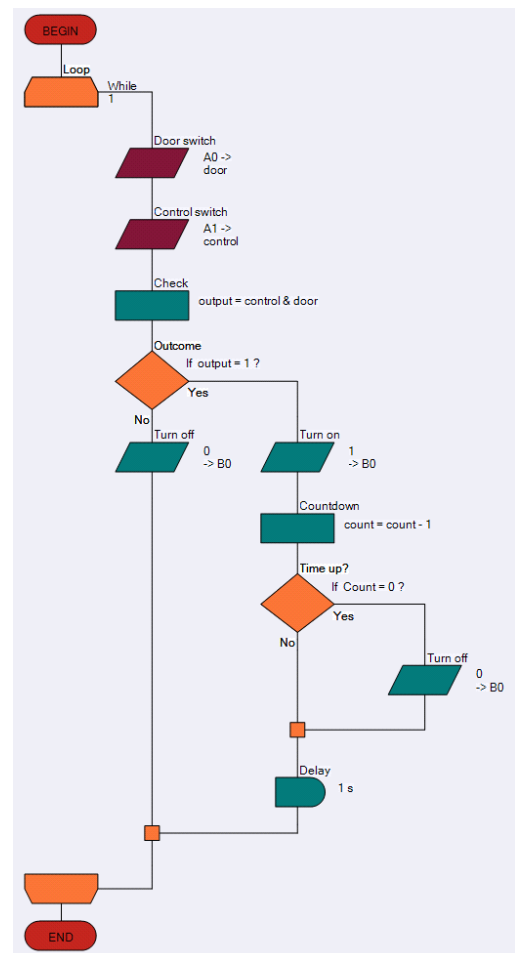 BEGIN
Loop
While
1
Door switch
A0 ->
door
Control switch
A1 ->
control
Check
output = control & door
Outcome
If output = 1 ?
Yes
No
Turn off
0
-> B0
Turn on
1
-> B0
Countdown
count = count - 1
Time up?
If Count = 0 ?
Yes
No
Turn off
0
-> B0
Delay
1 s
END